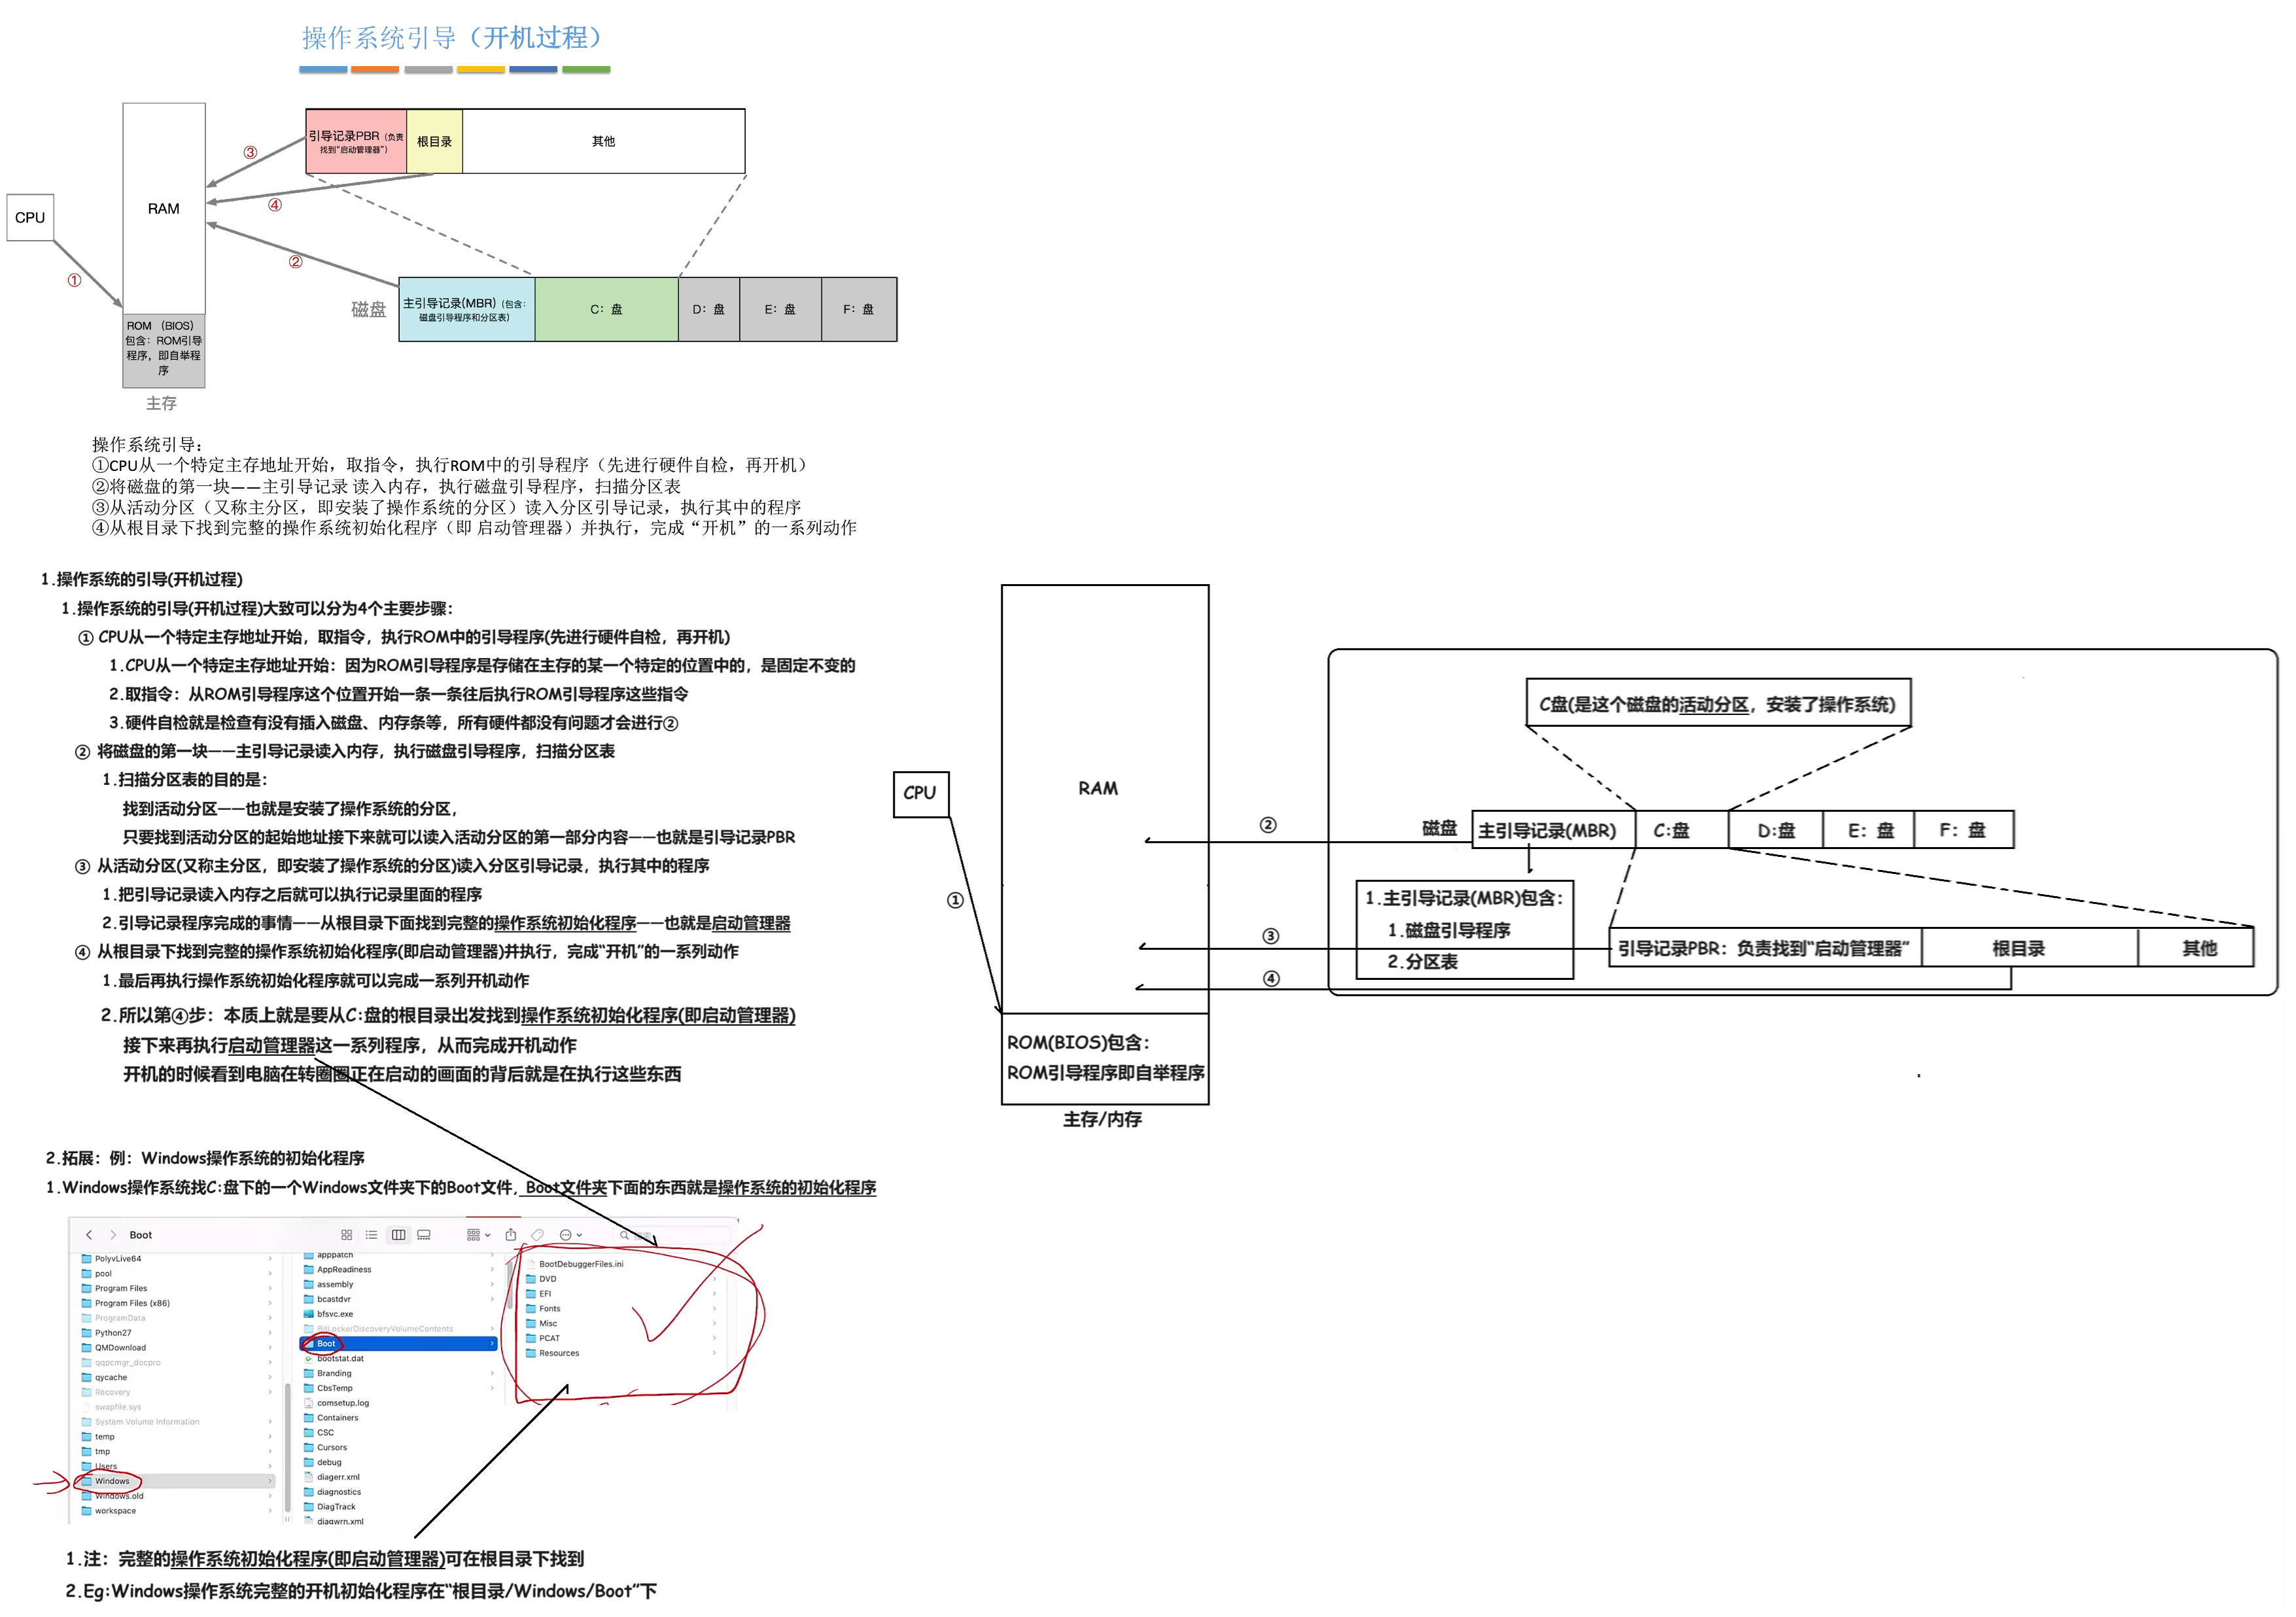 操作系统引导（开机过程）
引导记录PBR（负责
找到“启动管理器”）
根目录
其他
③
④
②
①
CPU
RAM
磁盘
主引导记录(MBR)（包含：
磁盘引导程序和分区表）
C：盘
D：盘
E：盘
F：盘
ROM （BIOS）
包含：ROM引导
程序，即自举程
序
主存
操作系统引导：
①CPU从一个特定主存地址开始，取指令，执行ROM中的引导程序（先进行硬件自检，再开机）
②将磁盘的第一块——主引导记录 读入内存，执行磁盘引导程序，扫描分区表
③从活动分区（又称主分区，即安装了操作系统的分区）读入分区引导记录，执行其中的程序
④从根目录下找到完整的操作系统初始化程序（即 启动管理器）并执行，完成“开机”的一系列动作
1.操作系统的引导(开机过程)
1.操作系统的引导(开机过程)大致可以分为4个主要步骤：
① CPU从一个特定主存地址开始，取指令，执行ROM中的引导程序(先进行硬件自检，再开机)
1.CPU从一个特定主存地址开始：因为ROM引导程序是存储在主存的某一个特定的位置中的，是固定不变的
2.取指令：从ROM引导程序这个位置开始一条一条往后执行ROM引导程序这些指令
3.硬件自检就是检查有没有插入磁盘、内存条等，所有硬件都没有问题才会进行②
② 将磁盘的第一块——主引导记录读入内存，执行磁盘引导程序，扫描分区表
1.扫描分区表的目的是：
找到活动分区——也就是安装了操作系统的分区，
只要找到活动分区的起始地址接下来就可以读入活动分区的第一部分内容——也就是引导记录PBR
③ 从活动分区(又称主分区，即安装了操作系统的分区)读入分区引导记录，执行其中的程序
1.把引导记录读入内存之后就可以执行记录里面的程序
2.引导记录程序完成的事情——从根目录下面找到完整的操作系统初始化程序——也就是启动管理器
④ 从根目录下找到完整的操作系统初始化程序(即启动管理器)并执行，完成“开机”的一系列动作
1.最后再执行操作系统初始化程序就可以完成一系列开机动作
2.所以第④步：本质上就是要从C:盘的根目录出发找到操作系统初始化程序(即启动管理器)
接下来再执行启动管理器这一系列程序，从而完成开机动作
开机的时候看到电脑在转圈圈正在启动的画面的背后就是在执行这些东西
C盘(是这个磁盘的活动分区，安装了操作系统)
CPU
RAM
①
②
③
④
磁盘
主引导记录(MBR)
C:盘
D:盘
E：盘
F：盘
1.主引导记录(MBR)包含：
1.磁盘引导程序
2.分区表
引导记录PBR：负责找到“启动管理器”
根目录
其他
ROM(BIOS)包含：
ROM引导程序即自举程序
主存/内存
2.拓展：例：Windows操作系统的初始化程序
1.Windows操作系统找C:盘下的一个Windows文件夹下的Boot文件，Boot文件夹下面的东西就是操作系统的初始化程序
Boot
PolyvLive64
pool
Program Files
Program Files (x86)
ProgramData
Python27
QMDownload
qqpcmgr_docpro
qycache
Recovery
swapfile.sys
System Volume Information
temp
tmp
Users
Windows
Windows.old
workspace
apppatch
AppReadiness
assembly
bcastdvr
bfsvc.exe
BitLockerDiscoveryVolumeContents
Boot
bootstat.dat
Branding
CbsTemp
comsetup.log
Containers
CSC
Cursors
debug
diagerr.xml
diagnostics
DiagTrack
diagwrn.xml
BootDebuggerFiles.ini
DVD
EFI
Fonts
Misc
PCAT
Resources
1.注：完整的操作系统初始化程序(即启动管理器)可在根目录下找到
2.Eg:Windows操作系统完整的开机初始化程序在“根目录/Windows/Boot”下